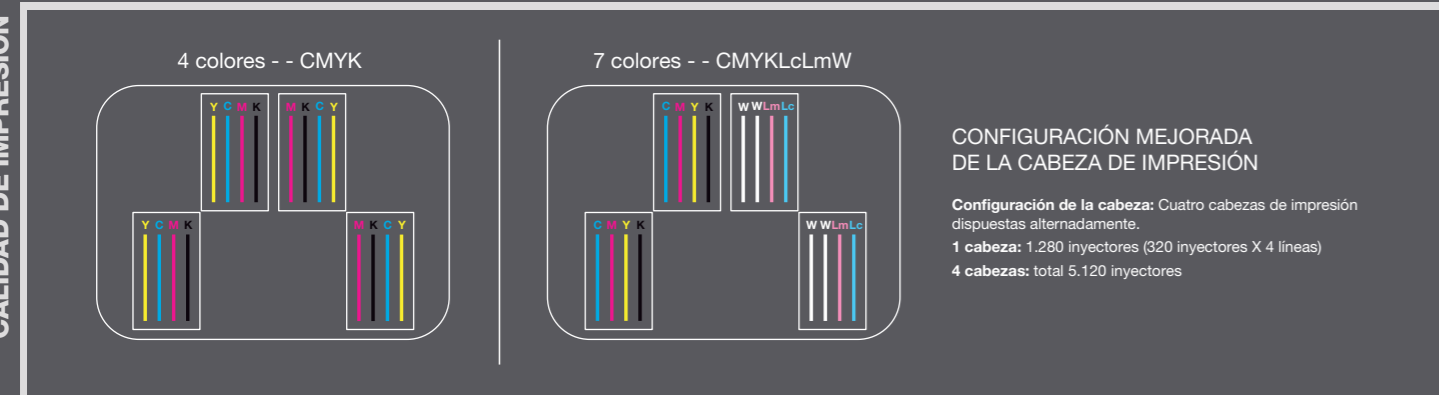 CALIDAD DE IMPRESIÓN
4 colores - - CMYK
Y C M K
M K C Y
Y C M K
M K C Y
7 colores - - CMYKLcLmW
C M Y K
W W Lm Lc
C M Y K
W W Lm Lc
CONFIGURACIÓN MEJORADA
DE LA CABEZA DE IMPRESIÓN
Configuración de la cabeza: Cuatro cabezas de impresión
dispuestas alternadamente.
1 cabeza: 1.280 inyectores (320 inyectores X 4 líneas)
4 cabezas: total 5.120 inyectores